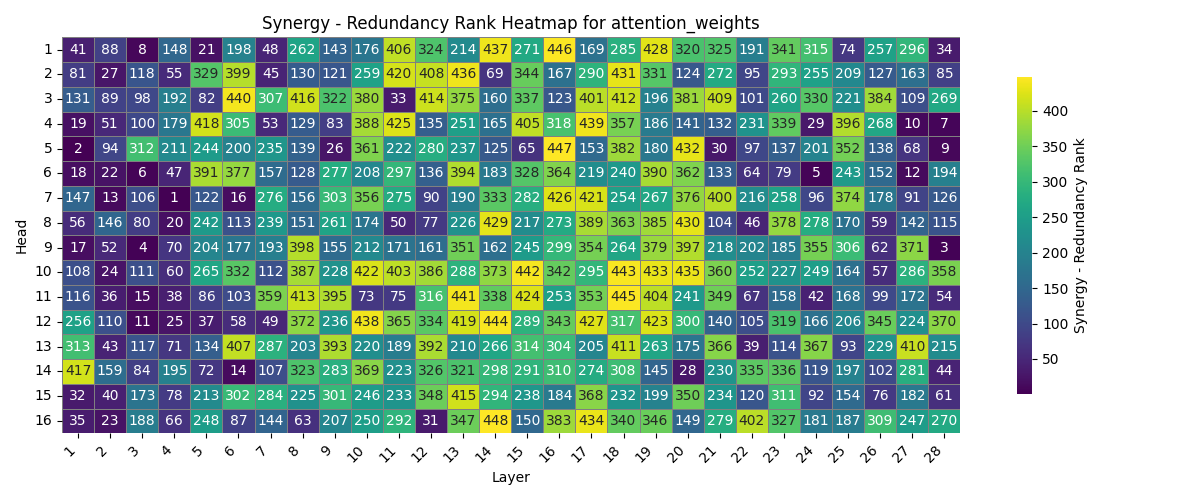 Synergy - Redundancy Rank Heatmap for attention_weights
1 41 88 8 148 21 198 48 262 143 176 406 324 214 437 271 446 169 285 428 320 325 191 341 315 74 257 296 34
2 81 27 118 55 329 399 45 130 121 259 420 408 436 69 344 167 290 431 331 124 272 95 293 255 209 127 163 85
3 131 89 98 192 82 440 307 416 322 380 33 414 375 160 337 123 401 412 196 381 409 101 260 330 221 384 109 269
4 19 51 100 179 418 305 53 129 83 388 425 135 251 165 405 318 439 357 186 141 132 231 339 29 396 268 10 7
5 2 94 312 211 244 200 235 139 26 361 222 280 237 125 65 447 153 382 180 432 30 97 137 201 352 138 68 9
6 18 22 6 47 391 377 157 128 277 208 297 136 394 183 328 364 219 240 390 362 133 64 79 5 243 152 12 194
7 147 13 106 1 122 16 276 156 303 356 275 90 190 333 282 426 421 254 267 376 400 216 258 96 374 178 91 126
8 56 146 80 20 242 113 239 151 261 174 50 77 226 429 217 273 389 363 385 430 104 46 378 278 170 59 142 115
9 17 52 4 70 204 177 193 398 155 212 171 161 351 162 245 299 354 264 379 397 218 202 185 355 306 62 371 3
10 108 24 111 60 265 332 112 387 228 422 403 386 288 373 442 342 295 443 433 435 360 252 227 249 164 57 286 358
11 116 36 15 38 86 103 359 413 395 73 75 316 441 338 424 253 353 445 404 241 349 67 158 42 168 99 172 54
12 256 110 11 25 37 58 49 372 236 438 365 334 419 444 289 343 427 317 423 300 140 105 319 166 206 345 224 370
13 313 43 117 71 134 407 287 203 393 220 189 392 210 266 314 304 205 411 263 175 366 39 114 367 93 229 410 215
14 417 159 84 195 72 14 107 323 283 369 223 326 321 298 291 310 274 308 145 28 230 335 336 119 197 102 281 44
15 32 40 173 78 213 302 284 225 301 246 233 348 415 294 238 184 368 232 199 350 234 120 311 92 154 76 182 61
16 35 23 188 66 248 87 144 63 207 250 292 31 347 448 150 383 434 340 346 149 279 402 327 181 187 309 247 270
1 2 3 4 5 6 7 8 9 10 11 12 13 14 15 16 17 18 19 20 21 22 23 24 25 26 27 28
Layer
Head
400
350
300
250
200
150
100
50
Synergy - Redundancy Rank